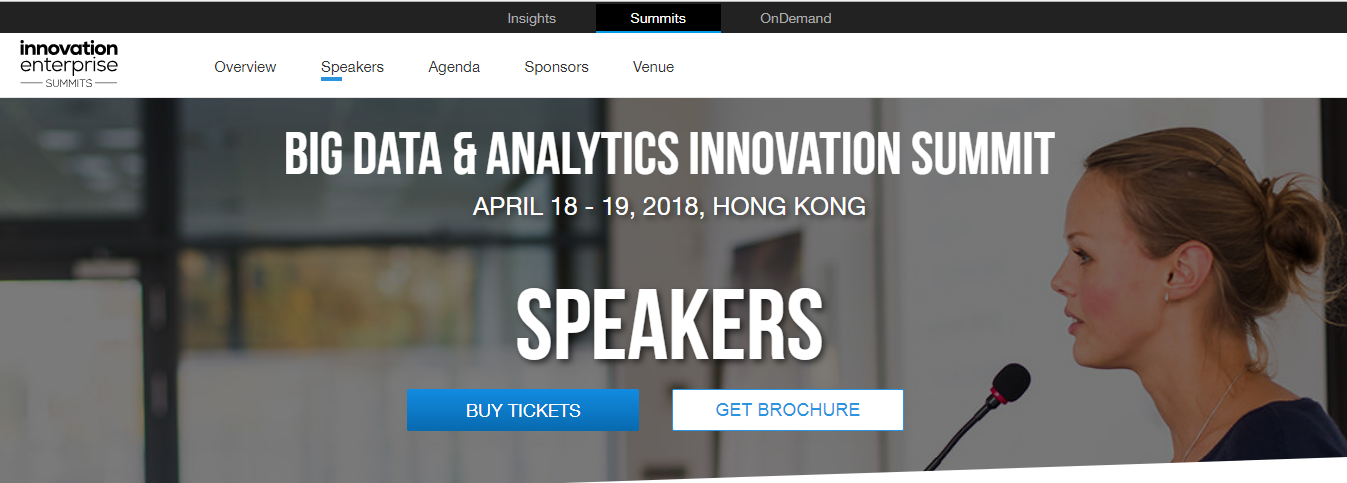 Insights
Summits
OnDemand
innovation
enterprise
SUMMITS
Overview
Speakers
Agenda
Sponsors
Venue
BIG DATA & ANALYTICS INNOVATION SUMMIT
APRIL 18 - 19, 2018, HONG KONG
SPEAKERS
BUY TICKETS
GET BROCHURE